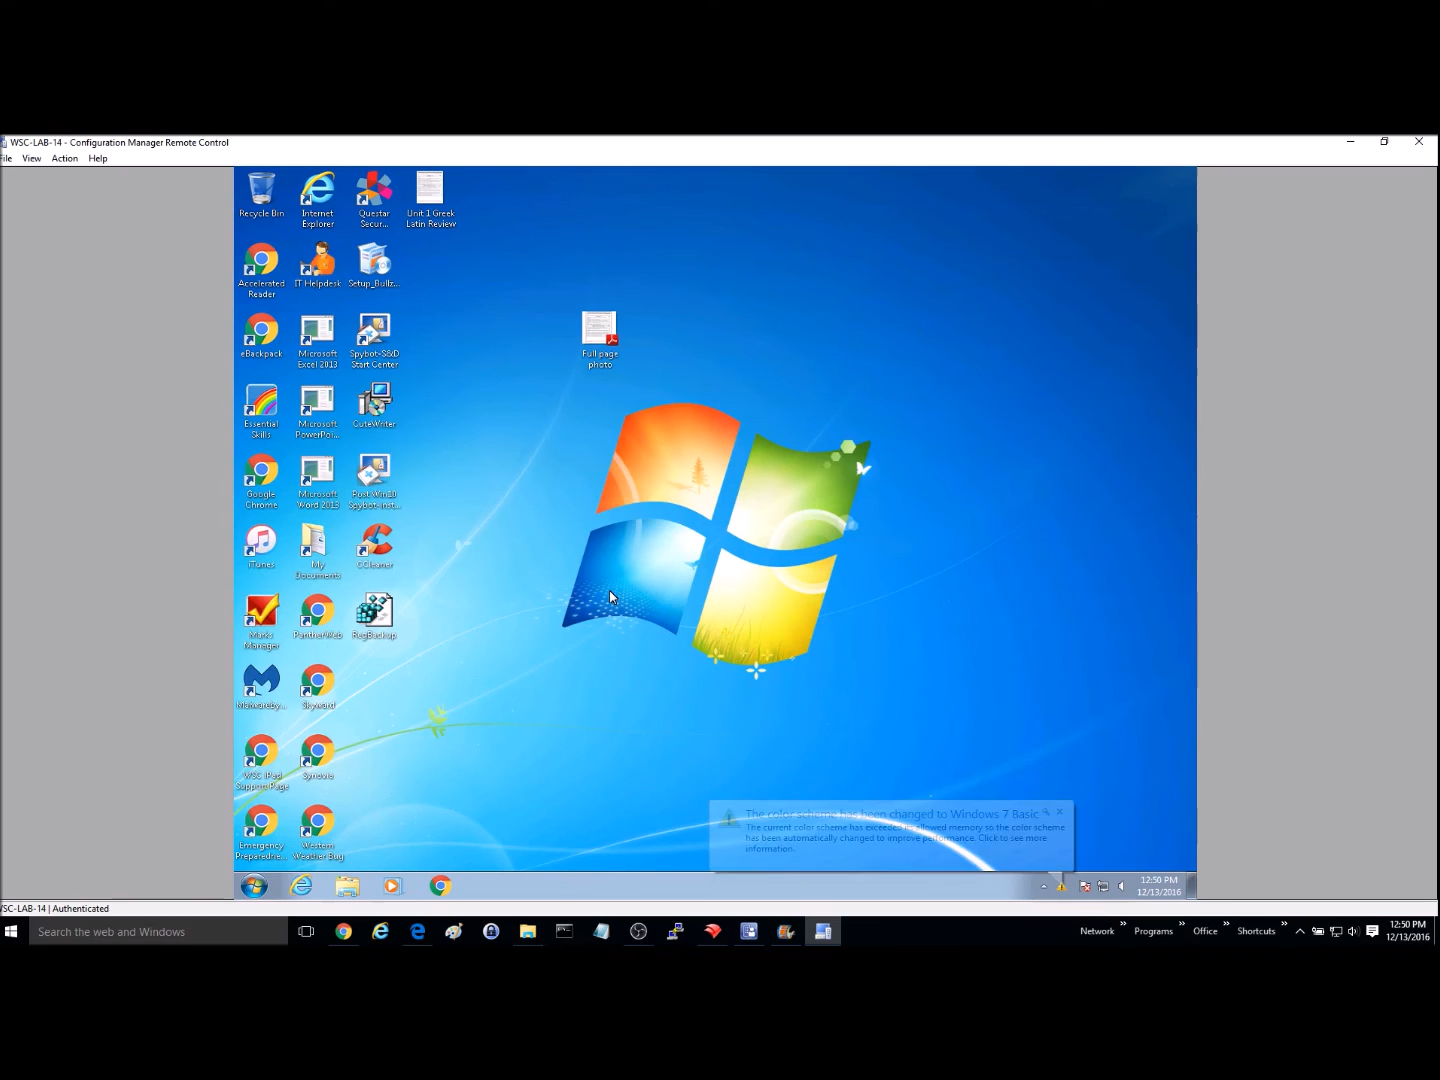 WSC-LAB-14 - Configuration Manager Remote Control
File View Action Help
Recycle Bin
Internet
Explorer
Questar
Secur...
Unit 1 Greek
Latin Review
Accelerated
Reader
IT Helpdesk
Setup_Bullz...
eBackpack
Microsoft
Excel 2013
Spybot-S&D
Start Center
Full page
photo
Essential
Skills
Microsoft
PowerPoi...
CuteWriter
Google
Chrome
Microsoft
Word 2013
Post Win10
Spybot-inst...
iTunes
My
Documents
CCleaner
Marks
Manager
PantherWeb
RegBackup
Malwareby...
Skyward
WSC iPad
Support Page
Synovia
Emergency
Preparedne...
Western
Weather Bug
The color scheme has been changed to Windows 7 Basic
The current color scheme has exceeded its allowed memory so the color scheme
has been automatically changed to improve performance. Click to see more
information.
12:50 PM
12/13/2016
WSC-LAB-14 | Authenticated
Search the web and Windows
Network » Programs » Office » Shortcuts »
12:50 PM
12/13/2016